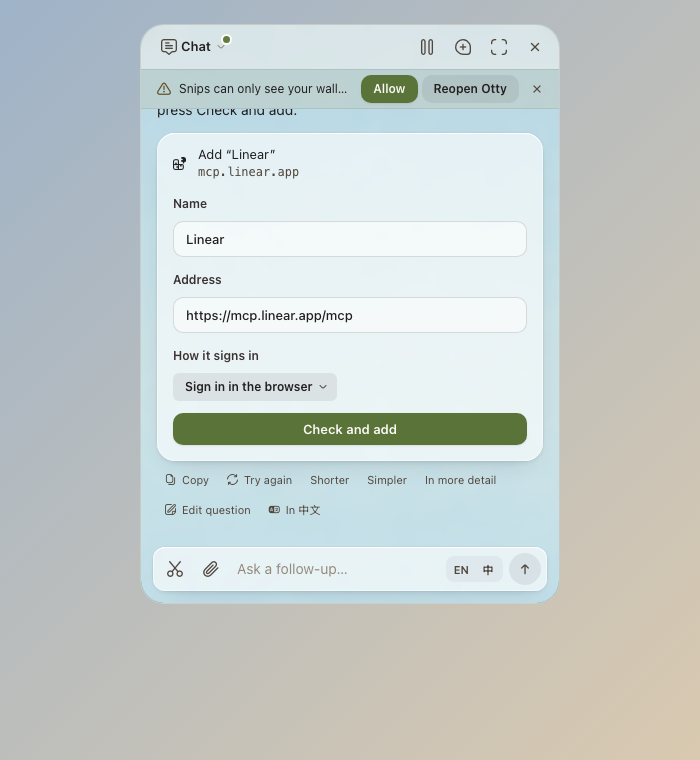 Chat
Snips can only see your wall...
Allow
Reopen Otty
press Check and add.
Add “Linear”
mcp.linear.app
Name
Linear
Address
https://mcp.linear.app/mcp
How it signs in
Sign in in the browser
Check and add
Copy
Try again
Shorter
Simpler
In more detail
Edit question
In 中文
Ask a follow-up...
EN 中